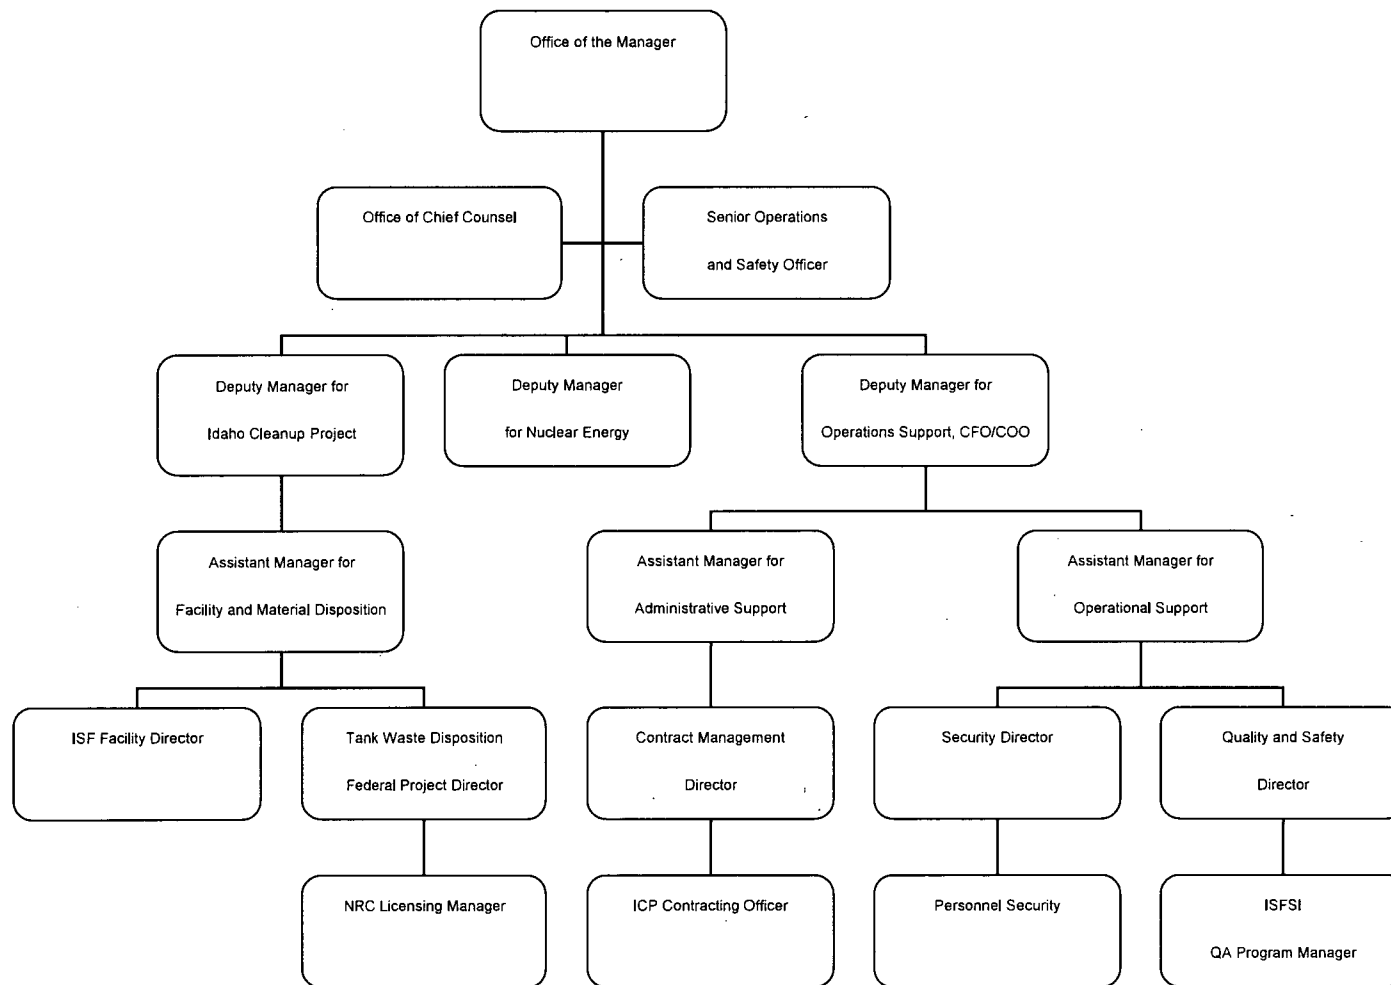 Office of the Manager
Office of Chief Counsel
Senior Operations
and Safety Officer
Deputy Manager for
Idaho Cleanup Project
Deputy Manager
for Nuclear Energy
Deputy Manager for
Operations Support, CFO/COO
Assistant Manager for
Facility and Material Disposition
Assistant Manager for
Administrative Support
Assistant Manager for
Operational Support
ISF Facility Director
Tank Waste Disposition
Federal Project Director
Contract Management
Director
Security Director
Quality and Safety
Director
NRC Licensing Manager
ICP Contracting Officer
Personnel Security
ISFSI
QA Program Manager